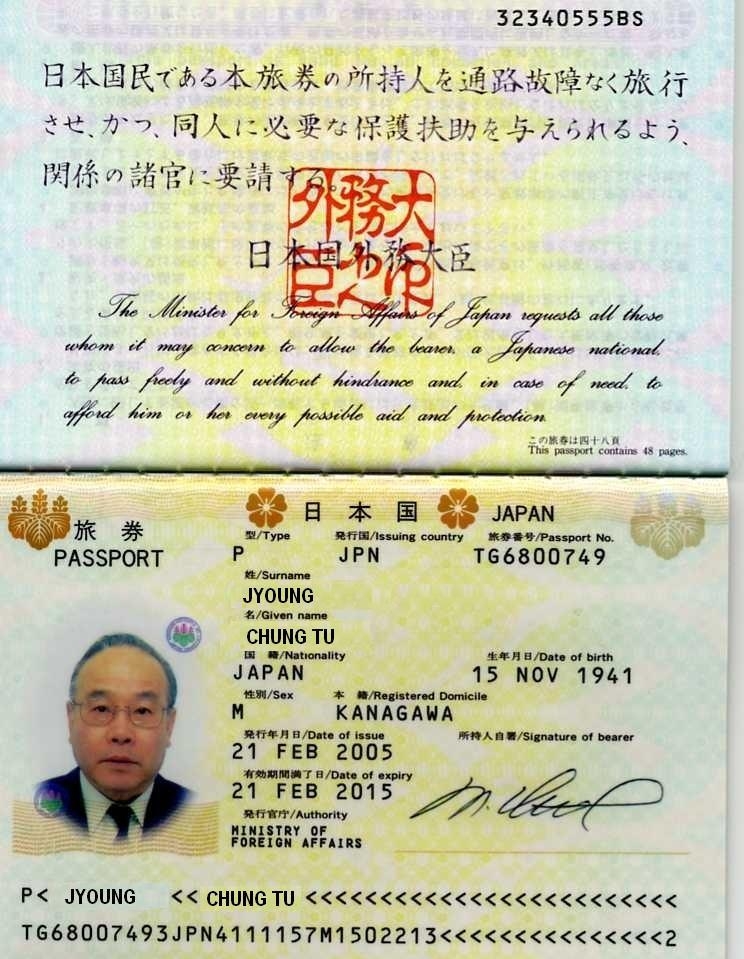 32340555BS
日本国民である本旅券の所持人を通路故障なく旅行
させ、かつ、同人に必要な保護扶助を与えられるよう、
関係の諸官に要請する。
日本国外務大臣
The Minister for Foreign Affairs of Japan requests all those
whom it may concern to allow the bearer, a Japanese national,
to pass freely and without hindrance and, in case of need, to
afford him or her every possible aid and protection.
この旅券は四十八頁
This passport contains 48 pages.
旅券 日本国 JAPAN
PASSPORT
型/Type 発行国/Issuing country 旅券番号/Passport No.
P JPN TG6800749
姓/Surname
JYOUNG
名/Given name
CHUNG TU
国籍/Nationality 生年月日/Date of birth
JAPAN 15 NOV 1941
性別/Sex 本籍/Registered Domicile
M KANAGAWA
発行年月日/Date of issue 所持人自署/Signature of bearer
21 FEB 2005
有効期間満了日/Date of expiry
21 FEB 2015
発行官庁/Authority
MINISTRY OF
FOREIGN AFFAIRS
P< JYOUNG << CHUNG TU <<<<<<<<<<<<<<<<<<<<<<<<<
TG68007493JPN4111157M1502213<<<<<<<<<<<<<<<2